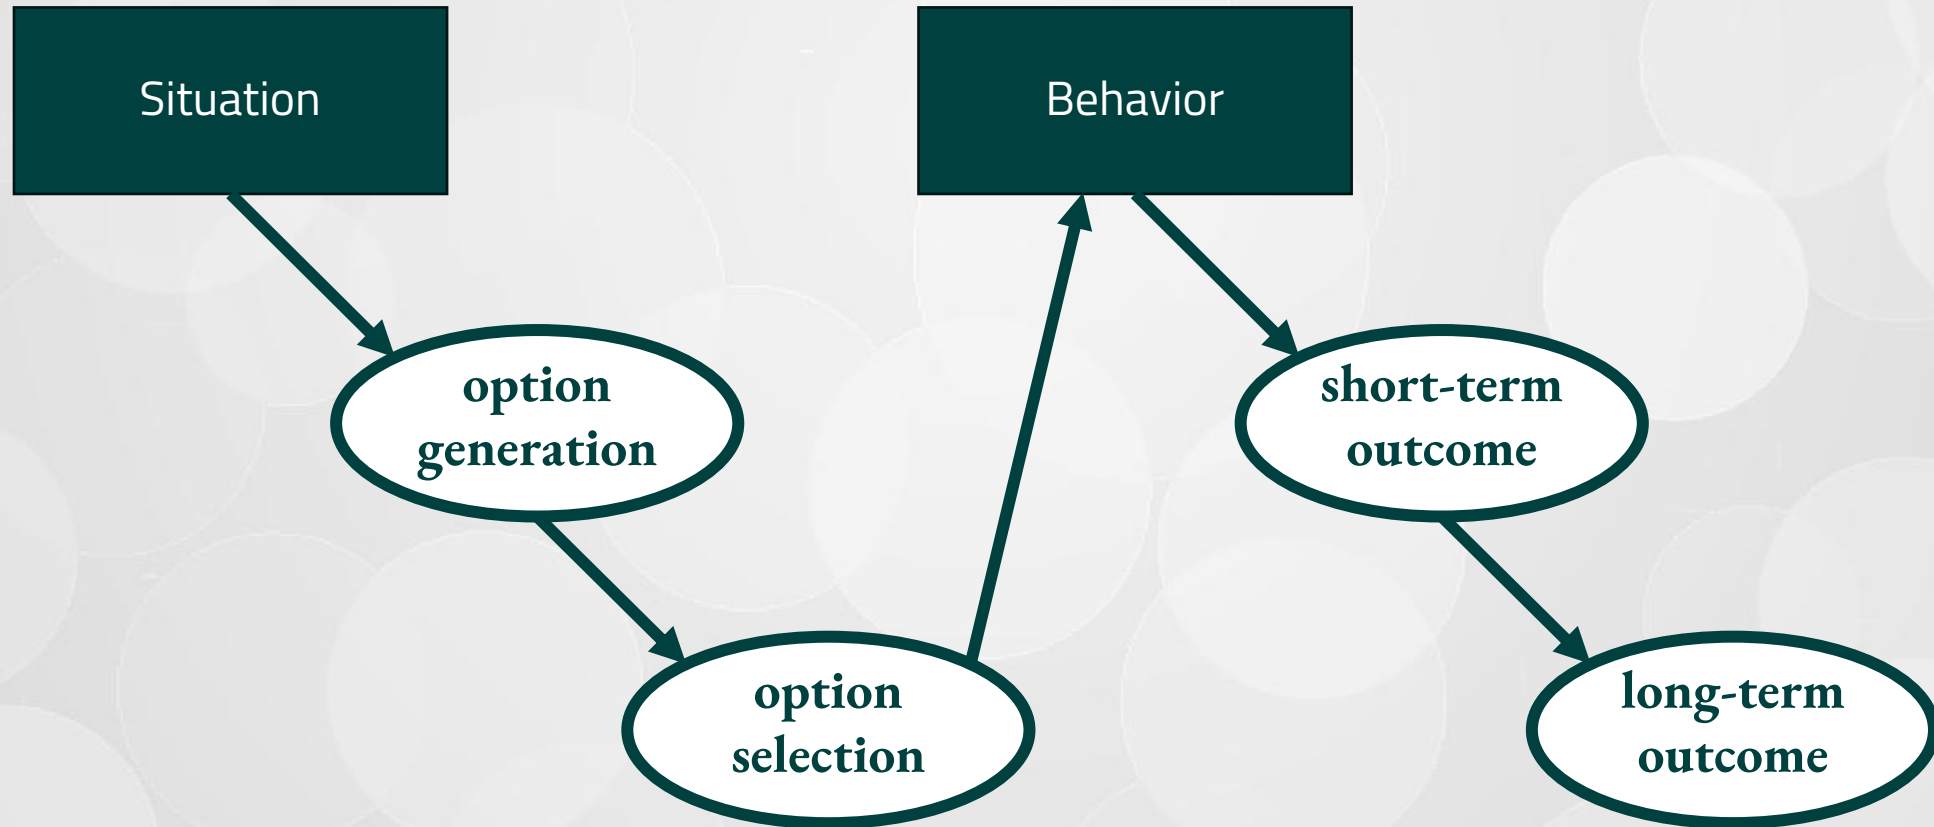 Situation
Behavior
option
generation
short-term
outcome
option
selection
long-term
outcome